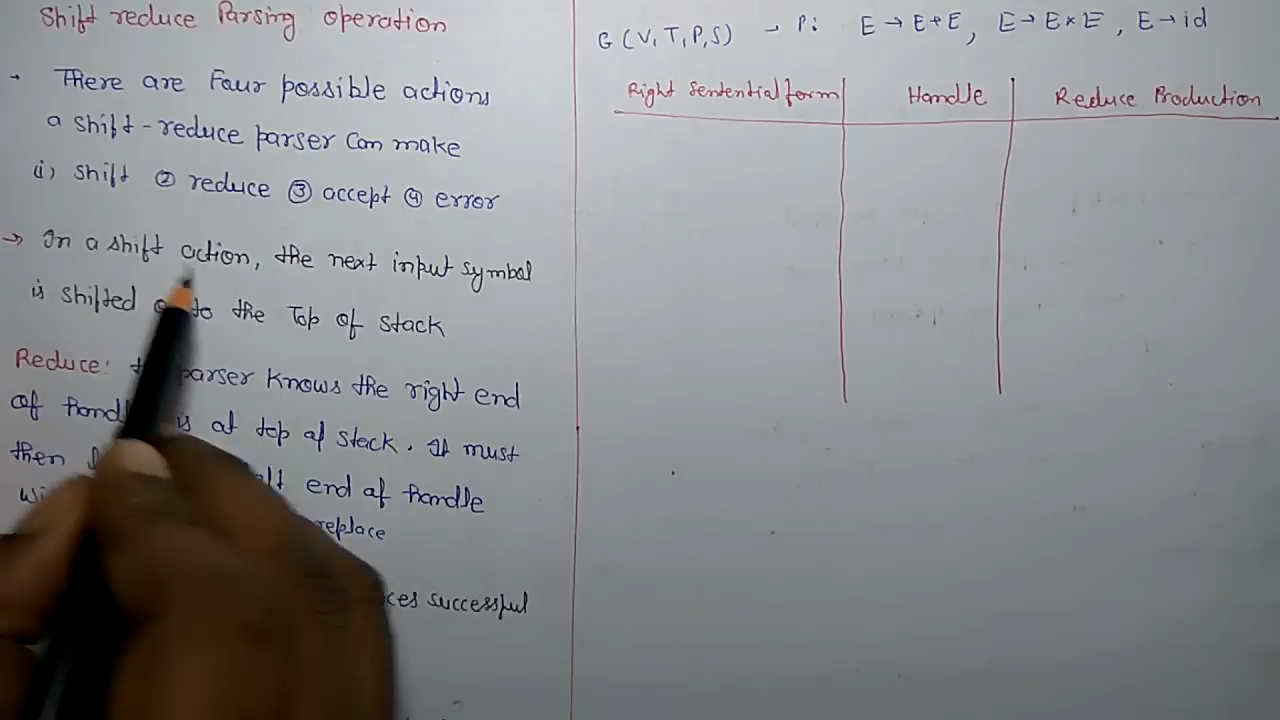 Shift reduce Parsing operation
- There are Four possible actions
a shift-reduce parser can make
(i) shift ② reduce ③ accept ④ error
→ In a shift action, the next input symbol
is shifted to the Top of stack
Reduce: parser knows the right end
of is at top of stack. It must
then end of handle
replace
successful
G (V, T, P, S) → P: E → E + E, E → E × E, E → id
Right Sentential form Handle Reduce Production